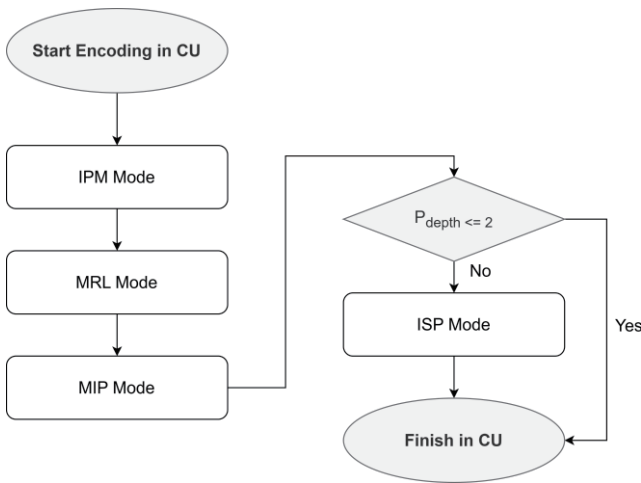 Start Encoding in CU
IPM Mode
MRL Mode
MIP Mode
P_depth <= 2
No
ISP Mode
Yes
Finish in CU